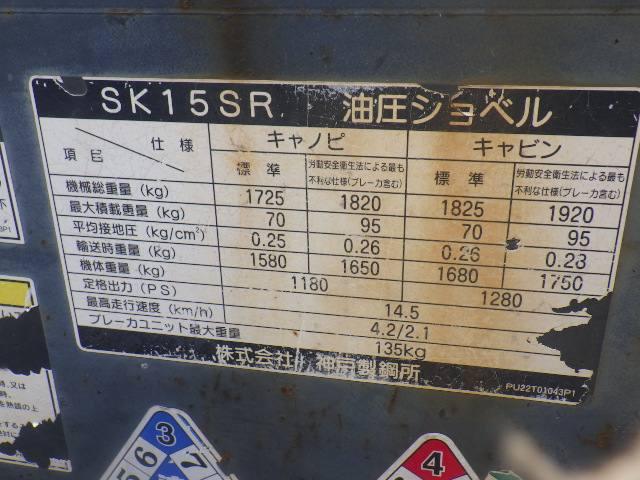 SK15SR 油圧ショベル
仕様
項目
キャノピ キャビン
標準 労動安全衛生法による最も不利な仕様(ブレーカ含む) 標準 労動安全衛生法による最も不利な仕様(ブレーカ含む)
機械総重量(kg) 1725 1820 1825 1920
最大積載重量(kg) 70 95 70 95
平均接地圧(kg/cm²) 0.25 0.26 0.26 0.28
輸送時重量(kg) 1580 1650 1680 1750
機体重量(kg) 1180 1280
定格出力(PS) 14.5
最高走行速度(km/h) 4.2/2.1
ブレーカユニット最大重量 135kg
株式会社 神戸製鋼所
PU22T01043P1
3
5 6 7
4